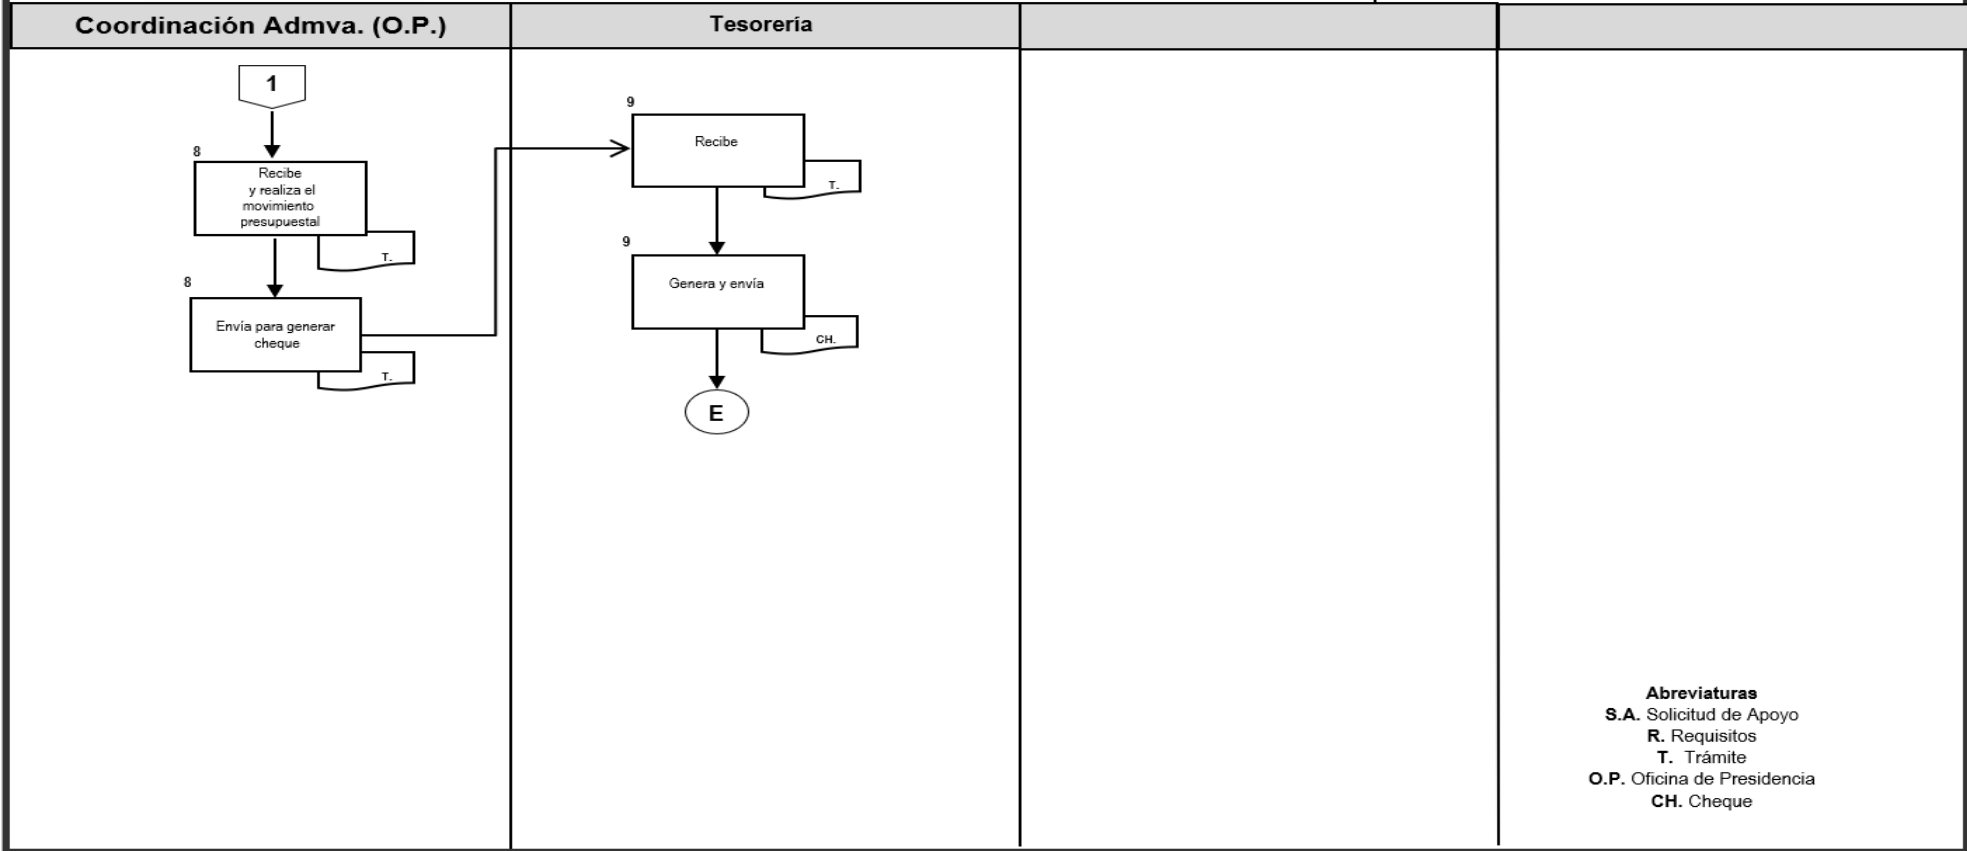 Coordinación Admva. (O.P.)
Tesorería
1
8
Recibe
y realiza el
movimiento
presupuestal
T.
8
Envía para generar
cheque
T.
9
Recibe
T.
9
Genera y envía
CH.
E
Abreviaturas
S.A. Solicitud de Apoyo
R. Requisitos
T. Trámite
O.P. Oficina de Presidencia
CH. Cheque